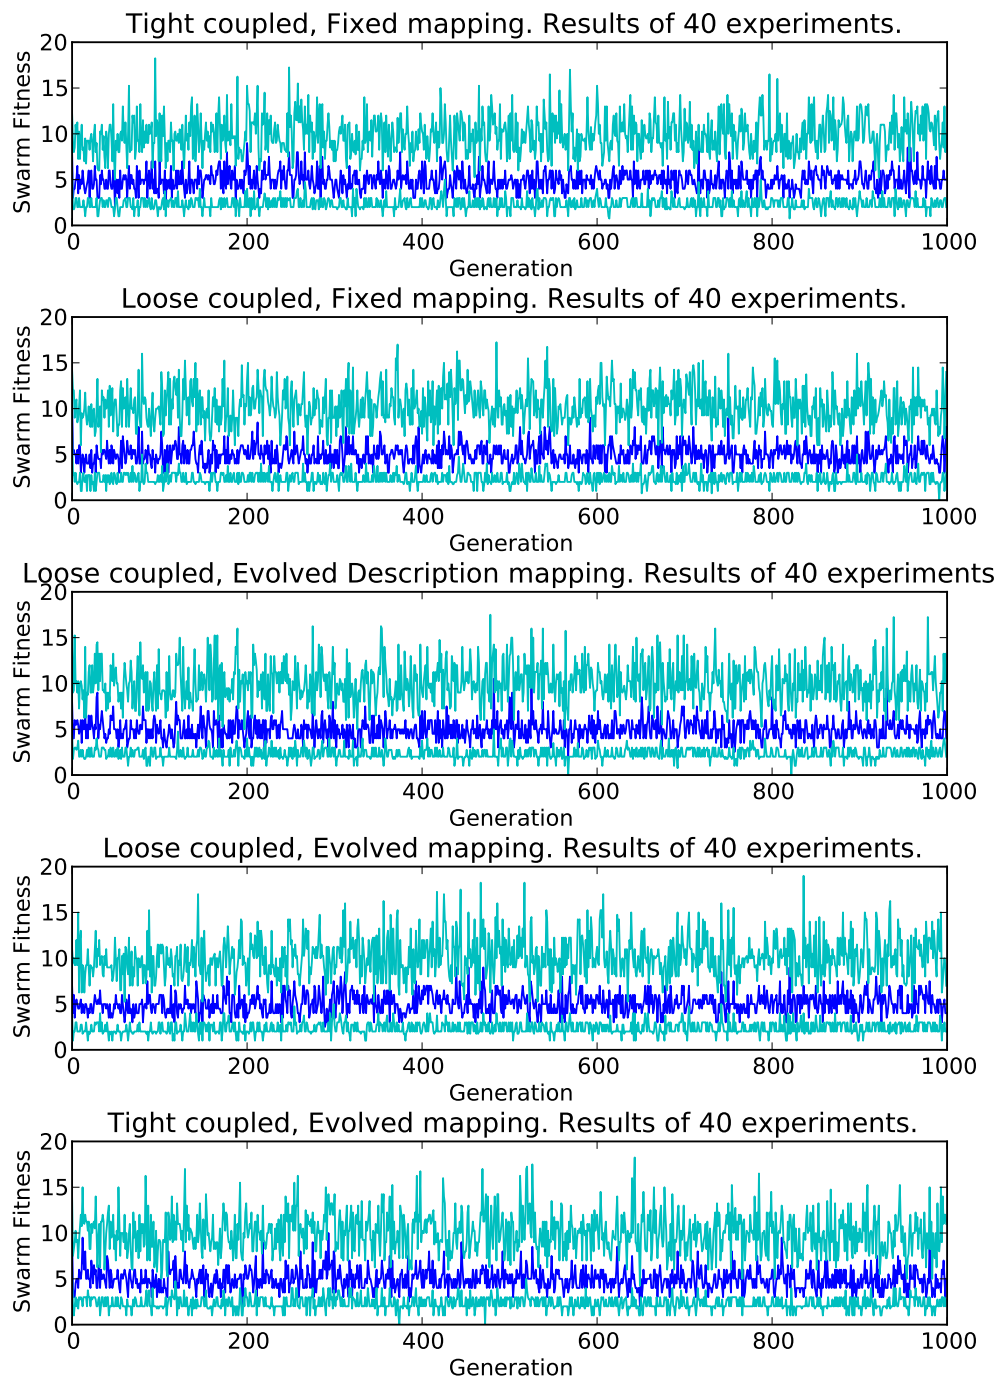 Tight coupled, Fixed mapping. Results of 40 experiments.
20
15
10
5
0
Swarm Fitness
0 200 400 600 800 1000
Generation
Loose coupled, Fixed mapping. Results of 40 experiments.
20
15
10
5
0
Swarm Fitness
0 200 400 600 800 1000
Generation
Loose coupled, Evolved Description mapping. Results of 40 experiments
20
15
10
5
0
Swarm Fitness
0 200 400 600 800 1000
Generation
Loose coupled, Evolved mapping. Results of 40 experiments.
20
15
10
5
0
Swarm Fitness
0 200 400 600 800 1000
Generation
Tight coupled, Evolved mapping. Results of 40 experiments.
20
15
10
5
0
Swarm Fitness
0 200 400 600 800 1000
Generation